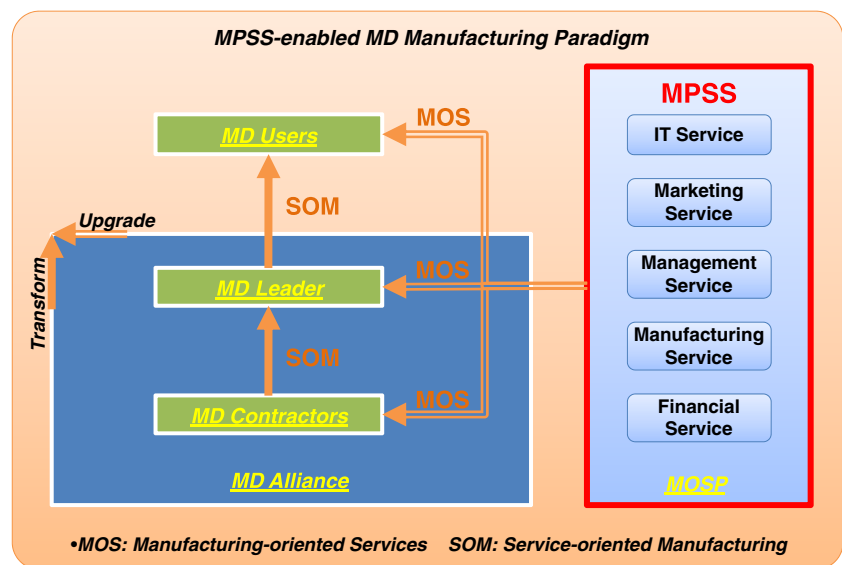 MPSS-enabled MD Manufacturing Paradigm
MPSS
IT Service
Marketing
Service
Management
Service
Manufacturing
Service
Financial
Service
MOSP
MD Users
MOS
SOM
Upgrade
Transform
MD Leader
MOS
SOM
MD Contractors
MOS
MD Alliance
•MOS: Manufacturing-oriented Services SOM: Service-oriented Manufacturing